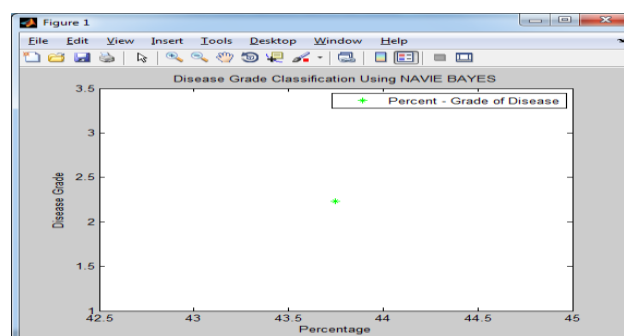 Figure 1
File Edit View Insert Tools Desktop Window Help
Disease Grade Classification Using NAVIE BAYES
Percent - Grade of Disease
3.5
3
2.5
2
1.5
1
Disease Grade
42.5 43 43.5 44 44.5 45
Percentage